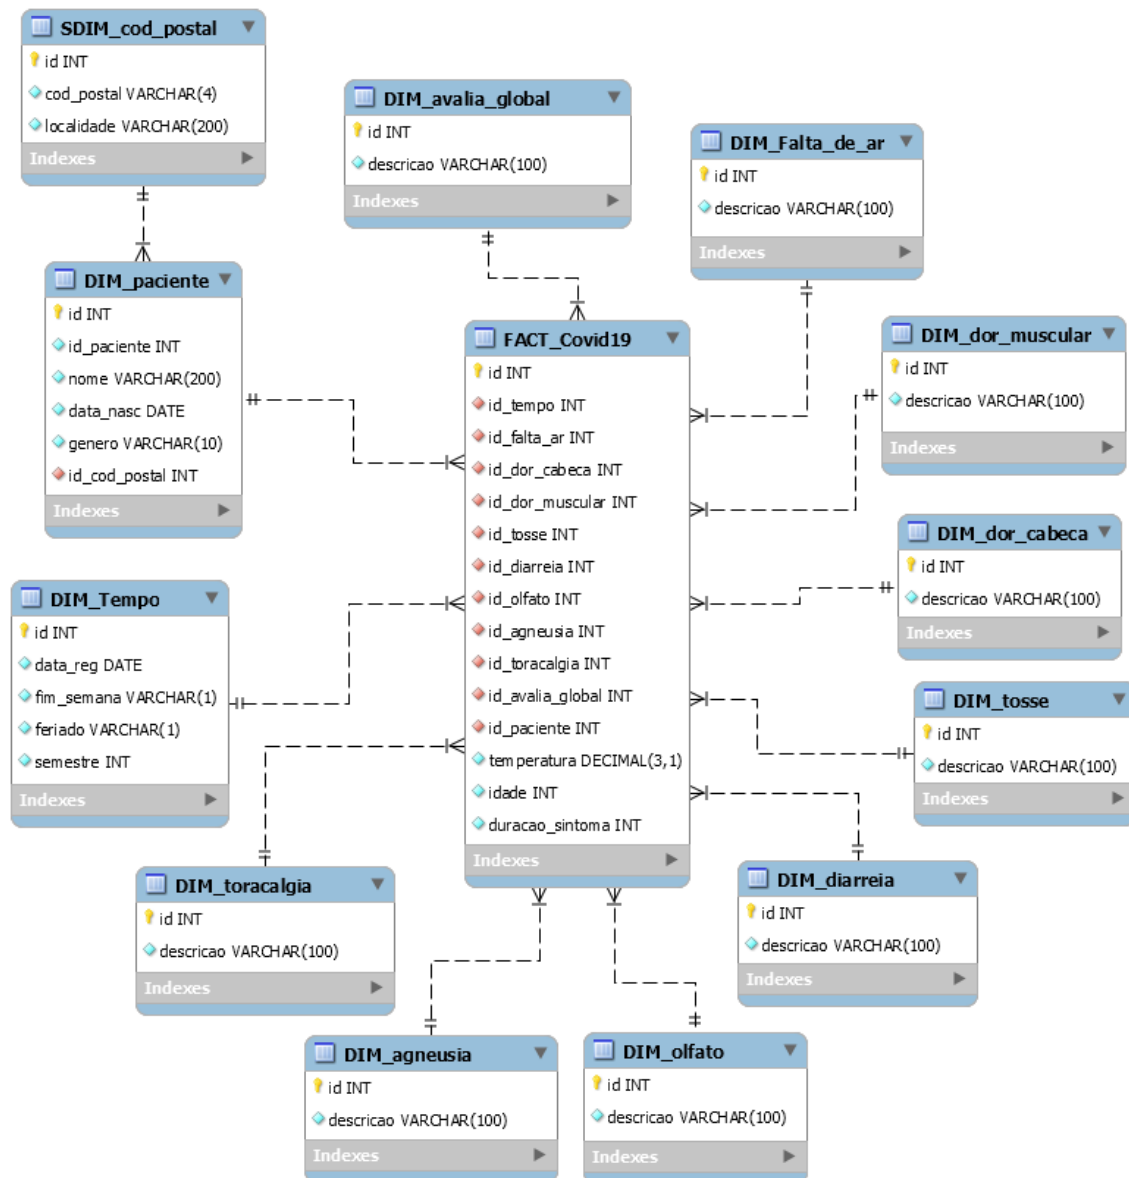 SDIM_cod_postal
id INT
cod_postal VARCHAR(4)
localidade VARCHAR(200)
Indexes
DIM_avalia_global
id INT
descricao VARCHAR(100)
Indexes
DIM_Falta_de_ar
id INT
descricao VARCHAR(100)
Indexes
DIM_paciente
id INT
id_paciente INT
nome VARCHAR(200)
data_nasc DATE
genero VARCHAR(10)
id_cod_postal INT
Indexes
FACT_Covid19
id INT
id_tempo INT
id_falta_ar INT
id_dor_cabeca INT
id_dor_muscular INT
id_tosse INT
id_diarreia INT
id_olfato INT
id_agneusia INT
id_toracalgia INT
id_avalia_global INT
id_paciente INT
temperatura DECIMAL(3,1)
idade INT
duracao_sintoma INT
Indexes
DIM_dor_muscular
id INT
descricao VARCHAR(100)
Indexes
DIM_dor_cabeca
id INT
descricao VARCHAR(100)
Indexes
DIM_Tempo
id INT
data_reg DATE
fim_semana VARCHAR(1)
feriado VARCHAR(1)
semestre INT
Indexes
DIM_tosse
id INT
descricao VARCHAR(100)
Indexes
DIM_toracalgia
id INT
descricao VARCHAR(100)
Indexes
DIM_diarreia
id INT
descricao VARCHAR(100)
Indexes
DIM_agneusia
id INT
descricao VARCHAR(100)
Indexes
DIM_olfato
id INT
descricao VARCHAR(100)
Indexes